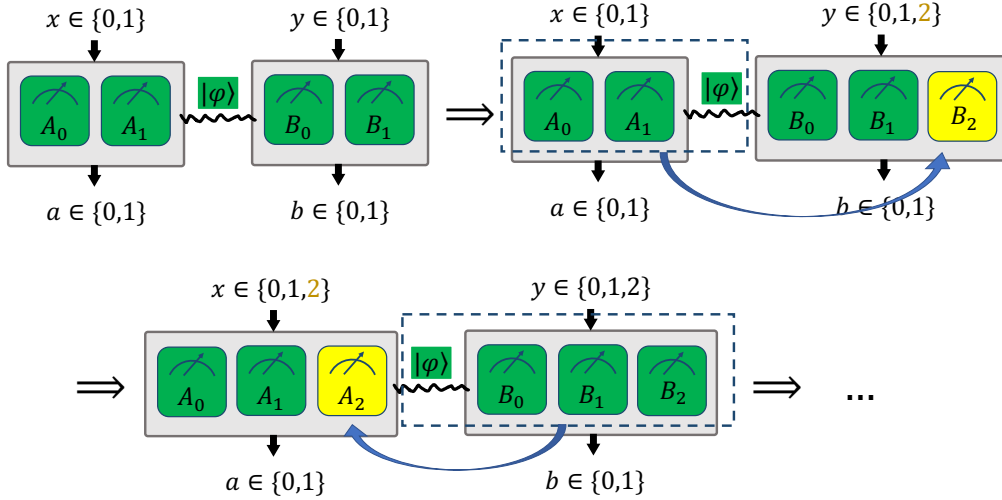 x ∈ {0,1} y ∈ {0,1}
|φ⟩
A₀ A₁ B₀ B₁
a ∈ {0,1} b ∈ {0,1}
⟹
x ∈ {0,1} y ∈ {0,1,2}
|φ⟩
A₀ A₁ B₀ B₁ B₂
a ∈ {0,1} b ∈ {0,1}
⟹
x ∈ {0,1,2} y ∈ {0,1,2}
|φ⟩
A₀ A₁ A₂ B₀ B₁ B₂
a ∈ {0,1} b ∈ {0,1}
⟹ ...